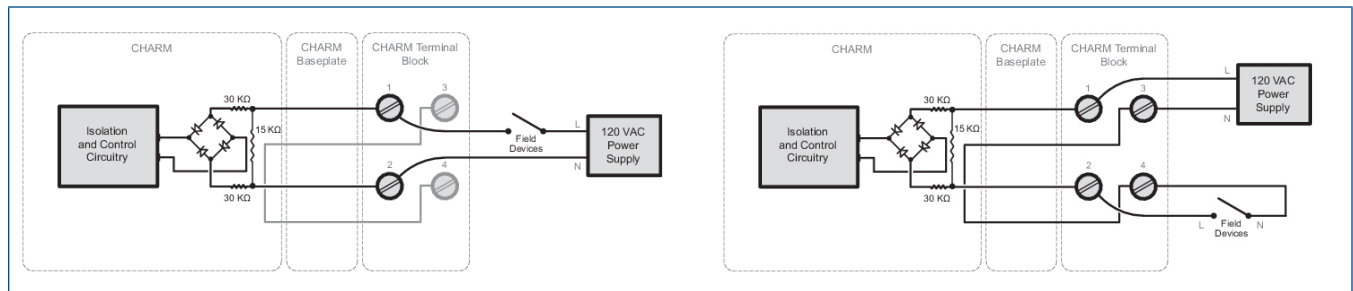 CHARM
CHARM
Baseplate
CHARM Terminal
Block
Isolation
and Control
Circuitry
30 KΩ
15 KΩ
30 KΩ
1
3
2
4
L
Field
Devices
N
120 VAC
Power
Supply
CHARM
CHARM
Baseplate
CHARM Terminal
Block
Isolation
and Control
Circuitry
30 KΩ
15 KΩ
30 KΩ
1
3
2
4
L
N
120 VAC
Power
Supply
L
Field
Devices
N